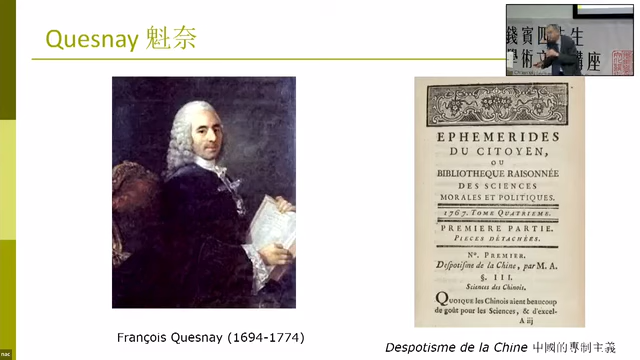 Quesnay 魁奈
錢賓四先生
學術文化講座
EPHEMERIDES
DU CITOYEN,
OU
BIBLIOTHEQUE RAISONNÉE
DES SCIENCES
MORALES ET POLITIQUES.
1767. TOME QUATRIEME.
PREMIERE PARTIE.
PIECES DÉTACHÉES.
Nº. PREMIER.
Despotisme de la Chine, par M. A.
§. III.
Sciences des Chinois.
QUOIQUE les Chinois aient beaucoup
de goût pour les Sciences, & d'excel-
A iij
François Quesnay (1694-1774)
Despotisme de la Chine 中國的專制主義
nac